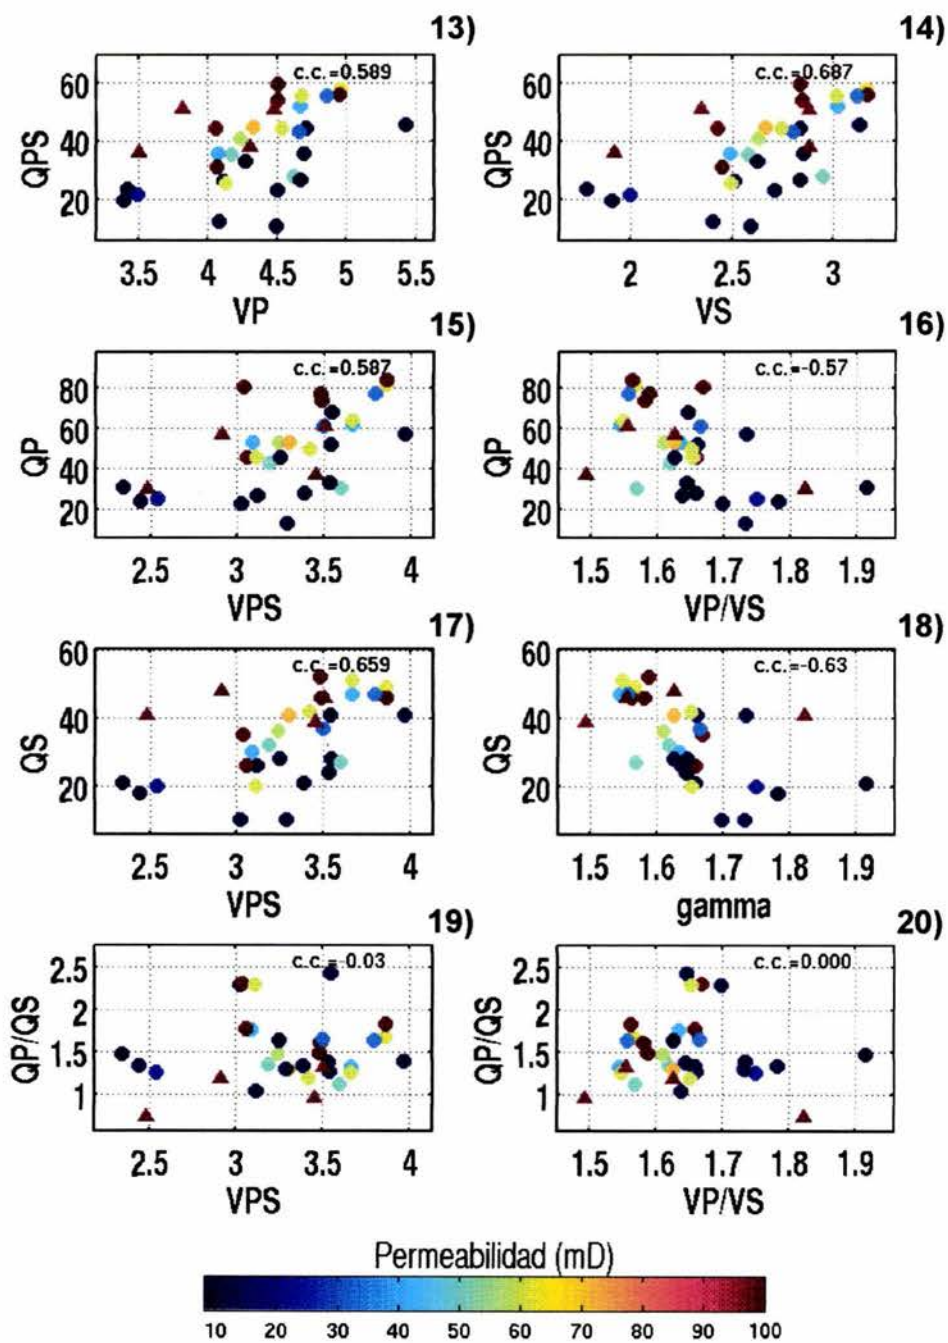 13)
14)
c.c.=0.589
c.c.=0.687
60
40
20
QPS
3.5 4 4.5 5 5.5
VP
60
40
20
QPS
2 2.5 3
VS
15)
16)
c.c.=0.587
c.c.=-0.57
80
60
40
20
QP
2.5 3 3.5 4
VPS
80
60
40
20
QP
1.5 1.6 1.7 1.8 1.9
VP/VS
17)
18)
c.c.=0.659
c.c.=-0.63
60
40
20
QS
2.5 3 3.5 4
VPS
60
40
20
QS
1.5 1.6 1.7 1.8 1.9
gamma
19)
20)
c.c.=-0.03
c.c.=0.000
2.5
2
1.5
1
QP/QS
2.5 3 3.5 4
VPS
2.5
2
1.5
1
QP/QS
1.5 1.6 1.7 1.8 1.9
VP/VS
Permeabilidad (mD)
10 20 30 40 50 60 70 80 90 100